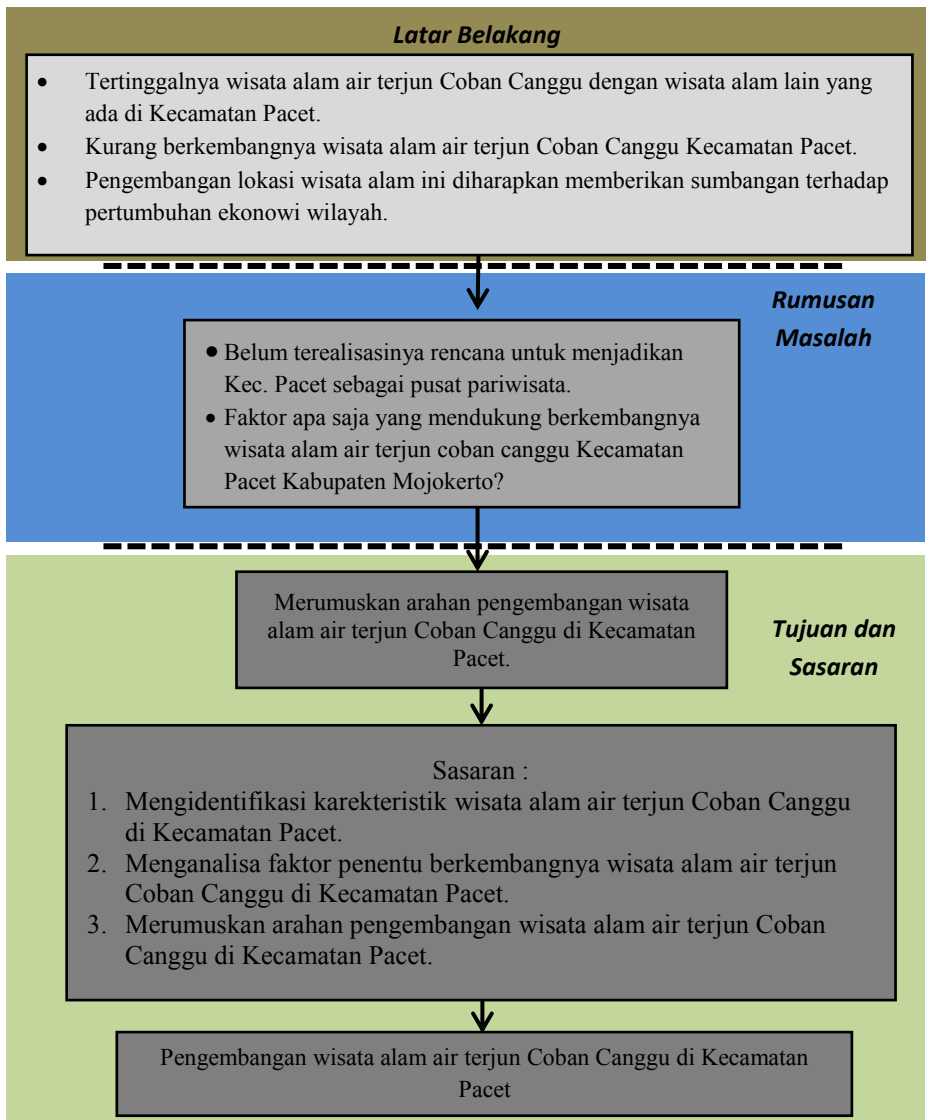 Latar Belakang
• Tertinggalnya wisata alam air terjun Coban Canggu dengan wisata alam lain yang
ada di Kecamatan Pacet.
• Kurang berkembangnya wisata alam air terjun Coban Canggu Kecamatan Pacet.
• Pengembangan lokasi wisata alam ini diharapkan memberikan sumbangan terhadap
pertumbuhan ekonowi wilayah.
Rumusan
Masalah
• Belum terealisasinya rencana untuk menjadikan
Kec. Pacet sebagai pusat pariwisata.
• Faktor apa saja yang mendukung berkembangnya
wisata alam air terjun coban canggu Kecamatan
Pacet Kabupaten Mojokerto?
Merumuskan arahan pengembangan wisata
alam air terjun Coban Canggu di Kecamatan
Pacet.
Tujuan dan
Sasaran
Sasaran :
1. Mengidentifikasi karekteristik wisata alam air terjun Coban Canggu
di Kecamatan Pacet.
2. Menganalisa faktor penentu berkembangnya wisata alam air terjun
Coban Canggu di Kecamatan Pacet.
3. Merumuskan arahan pengembangan wisata alam air terjun Coban
Canggu di Kecamatan Pacet.
Pengembangan wisata alam air terjun Coban Canggu di Kecamatan
Pacet